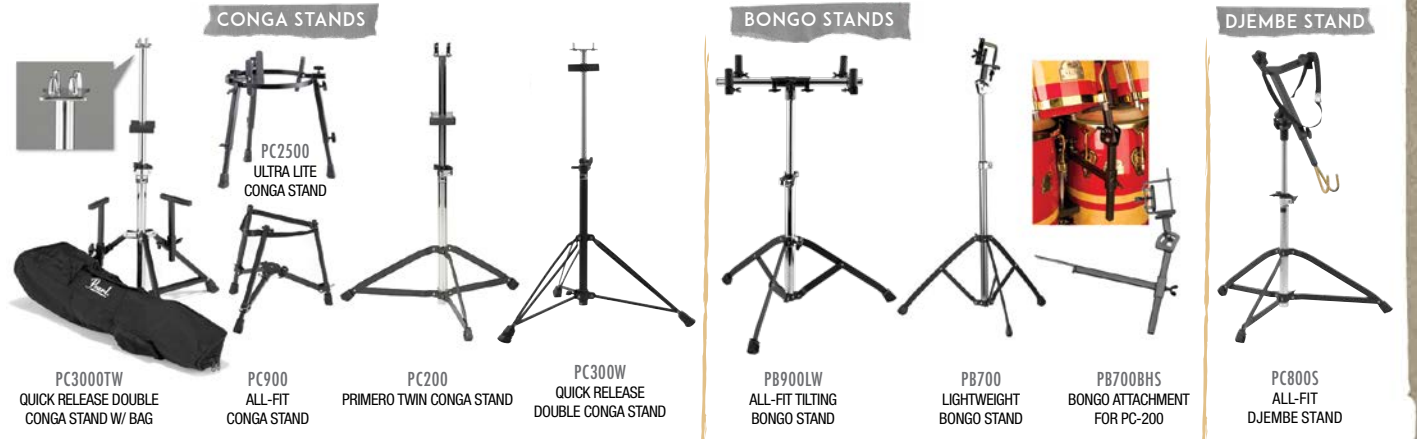 CONGA STANDS
PC2500
ULTRA LITE
CONGA STAND
Pearl
PC3000TW
QUICK RELEASE DOUBLE
CONGA STAND W/ BAG
PC900
ALL-FIT
CONGA STAND
PC200
PRIMERO TWIN CONGA STAND
PC300W
QUICK RELEASE
DOUBLE CONGA STAND
BONGO STANDS
PB900LW
ALL-FIT TILTING
BONGO STAND
PB700
LIGHTWEIGHT
BONGO STAND
PB700BHS
BONGO ATTACHMENT
FOR PC-200
DJEMBE STAND
PC800S
ALL-FIT
DJEMBE STAND